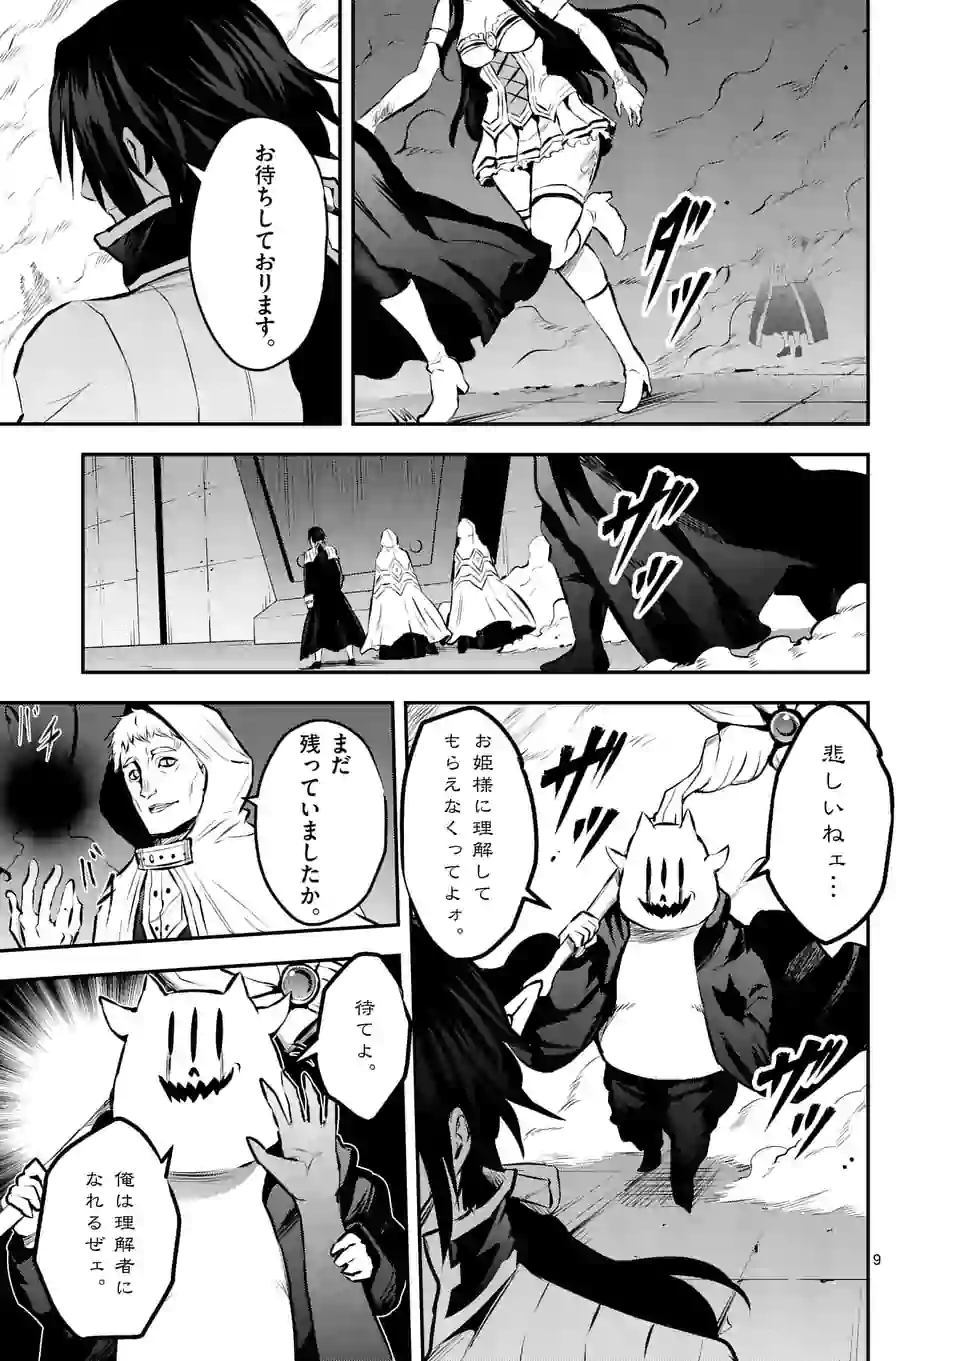 ダッ
お待ちしております。
ザッ
悲しいねェ…
お姫様に理解して
もらえなくってよォ。
ザッ
ザッ
まだ
残っていましたか。
バチ
待てよ。
俺は理解者に
なれるぜェ。
9